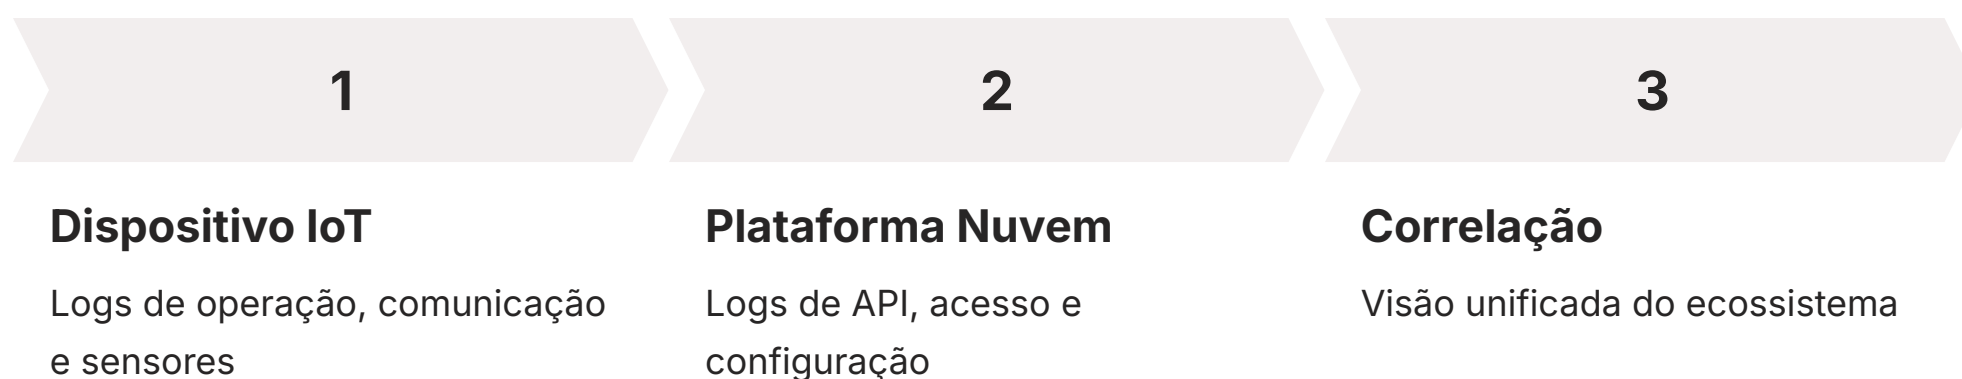 1
2
3
Dispositivo IoT
Logs de operação, comunicação
e sensores
Plataforma Nuvem
Logs de API, acesso e
configuração
Correlação
Visão unificada do ecossistema